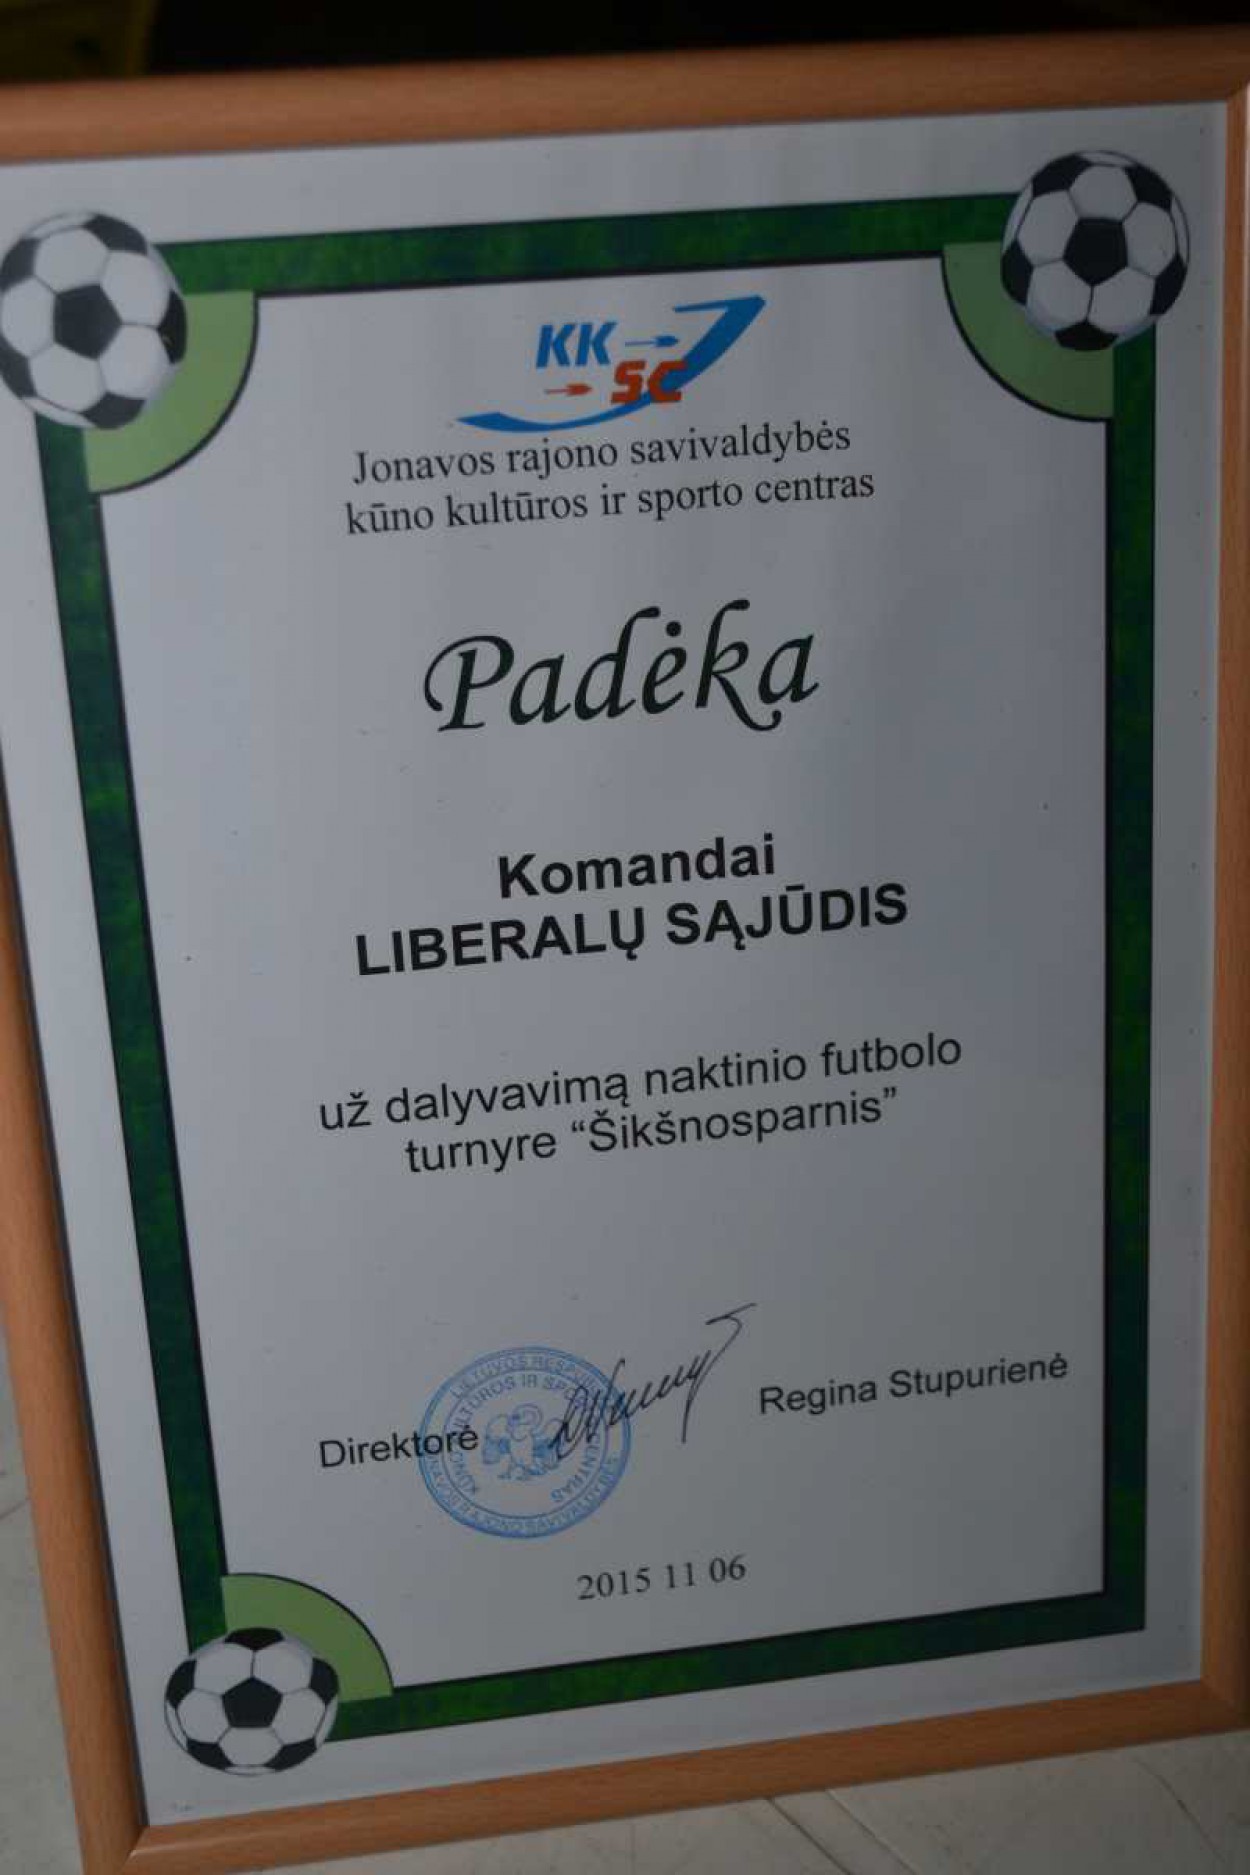 KK
SC
Jonavos rajono savivaldybės
kūno kultūros ir sporto centras
Padėka
Komandai
LIBERALŲ SĄJŪDIS
už dalyvavimą naktinio futbolo
turnyre “Šikšnosparnis”
Direktorė
Regina Stupurienė
2015 11 06